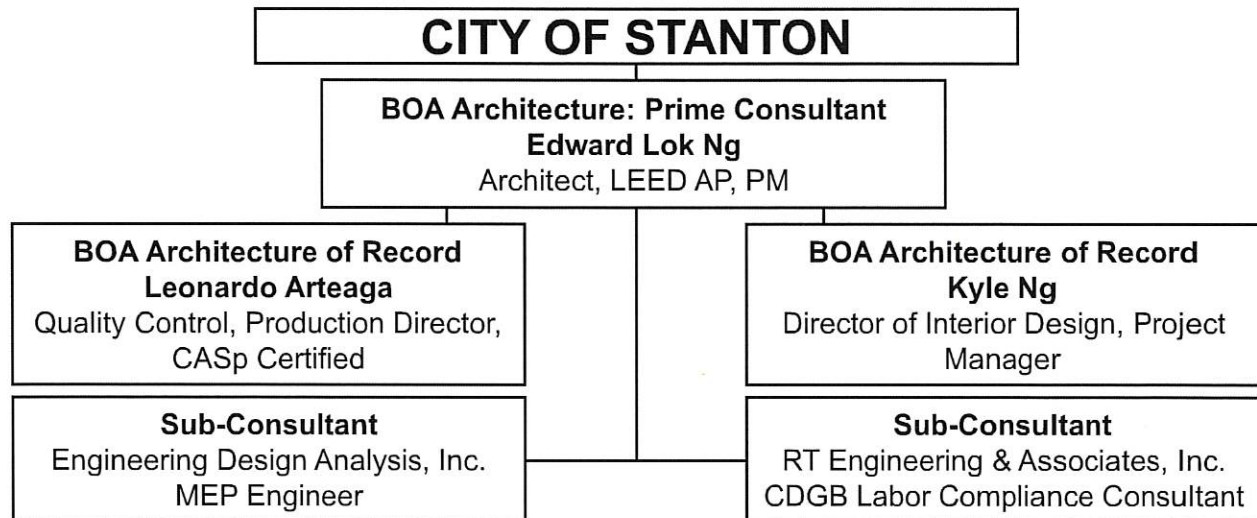 CITY OF STANTON
BOA Architecture: Prime Consultant
Edward Lok Ng
Architect, LEED AP, PM
BOA Architecture of Record
Leonardo Arteaga
Quality Control, Production Director,
CASp Certified
BOA Architecture of Record
Kyle Ng
Director of Interior Design, Project
Manager
Sub-Consultant
Engineering Design Analysis, Inc.
MEP Engineer
Sub-Consultant
RT Engineering & Associates, Inc.
CDGB Labor Compliance Consultant